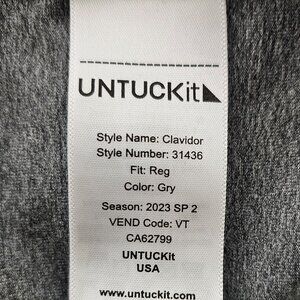 UNTUCKit
Style Name: Clavidor
Style Number: 31436
Fit: Reg
Color: Gry
Season: 2023 SP 2
VEND Code: VT
CA62799
UNTUCKit
USA
www.untuckit.com